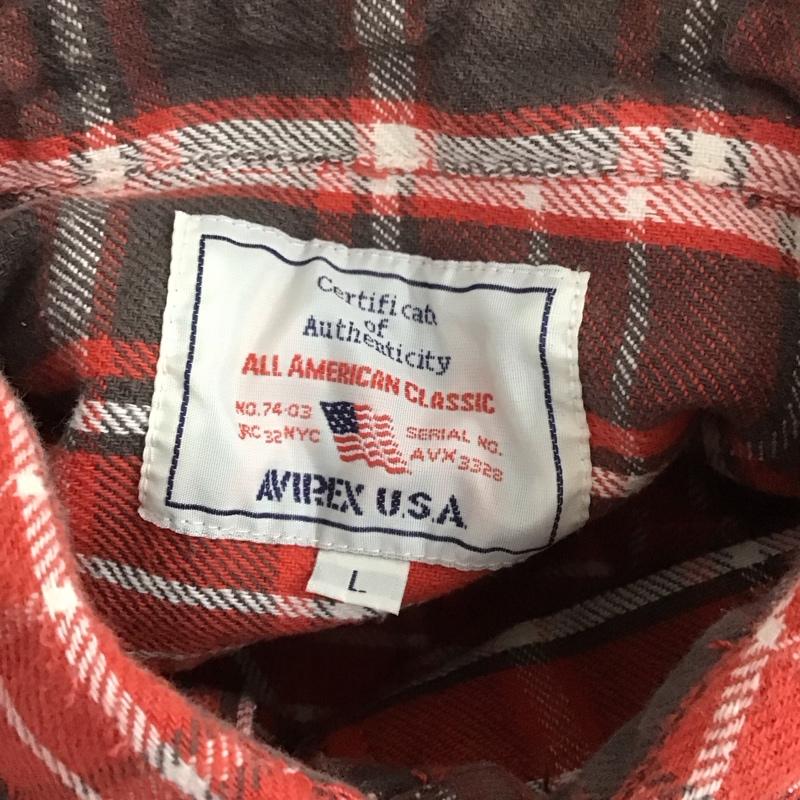 Certificate
of
Authenticity
ALL AMERICAN CLASSIC
NO.74-03
RC 32 NYC
SERIAL NO.
AVX 3328
AVIREX U.S.A.
L